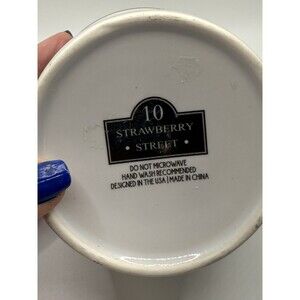 10
STRAWBERRY
• STREET •
DO NOT MICROWAVE
HAND WASH RECOMMENDED
DESIGNED IN THE USA | MADE IN CHINA